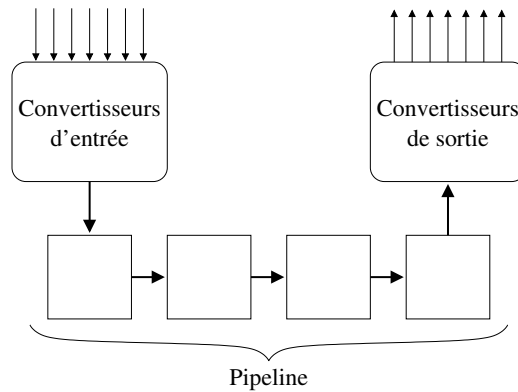 Convertisseurs
d'entrée
Convertisseurs
de sortie
Pipeline